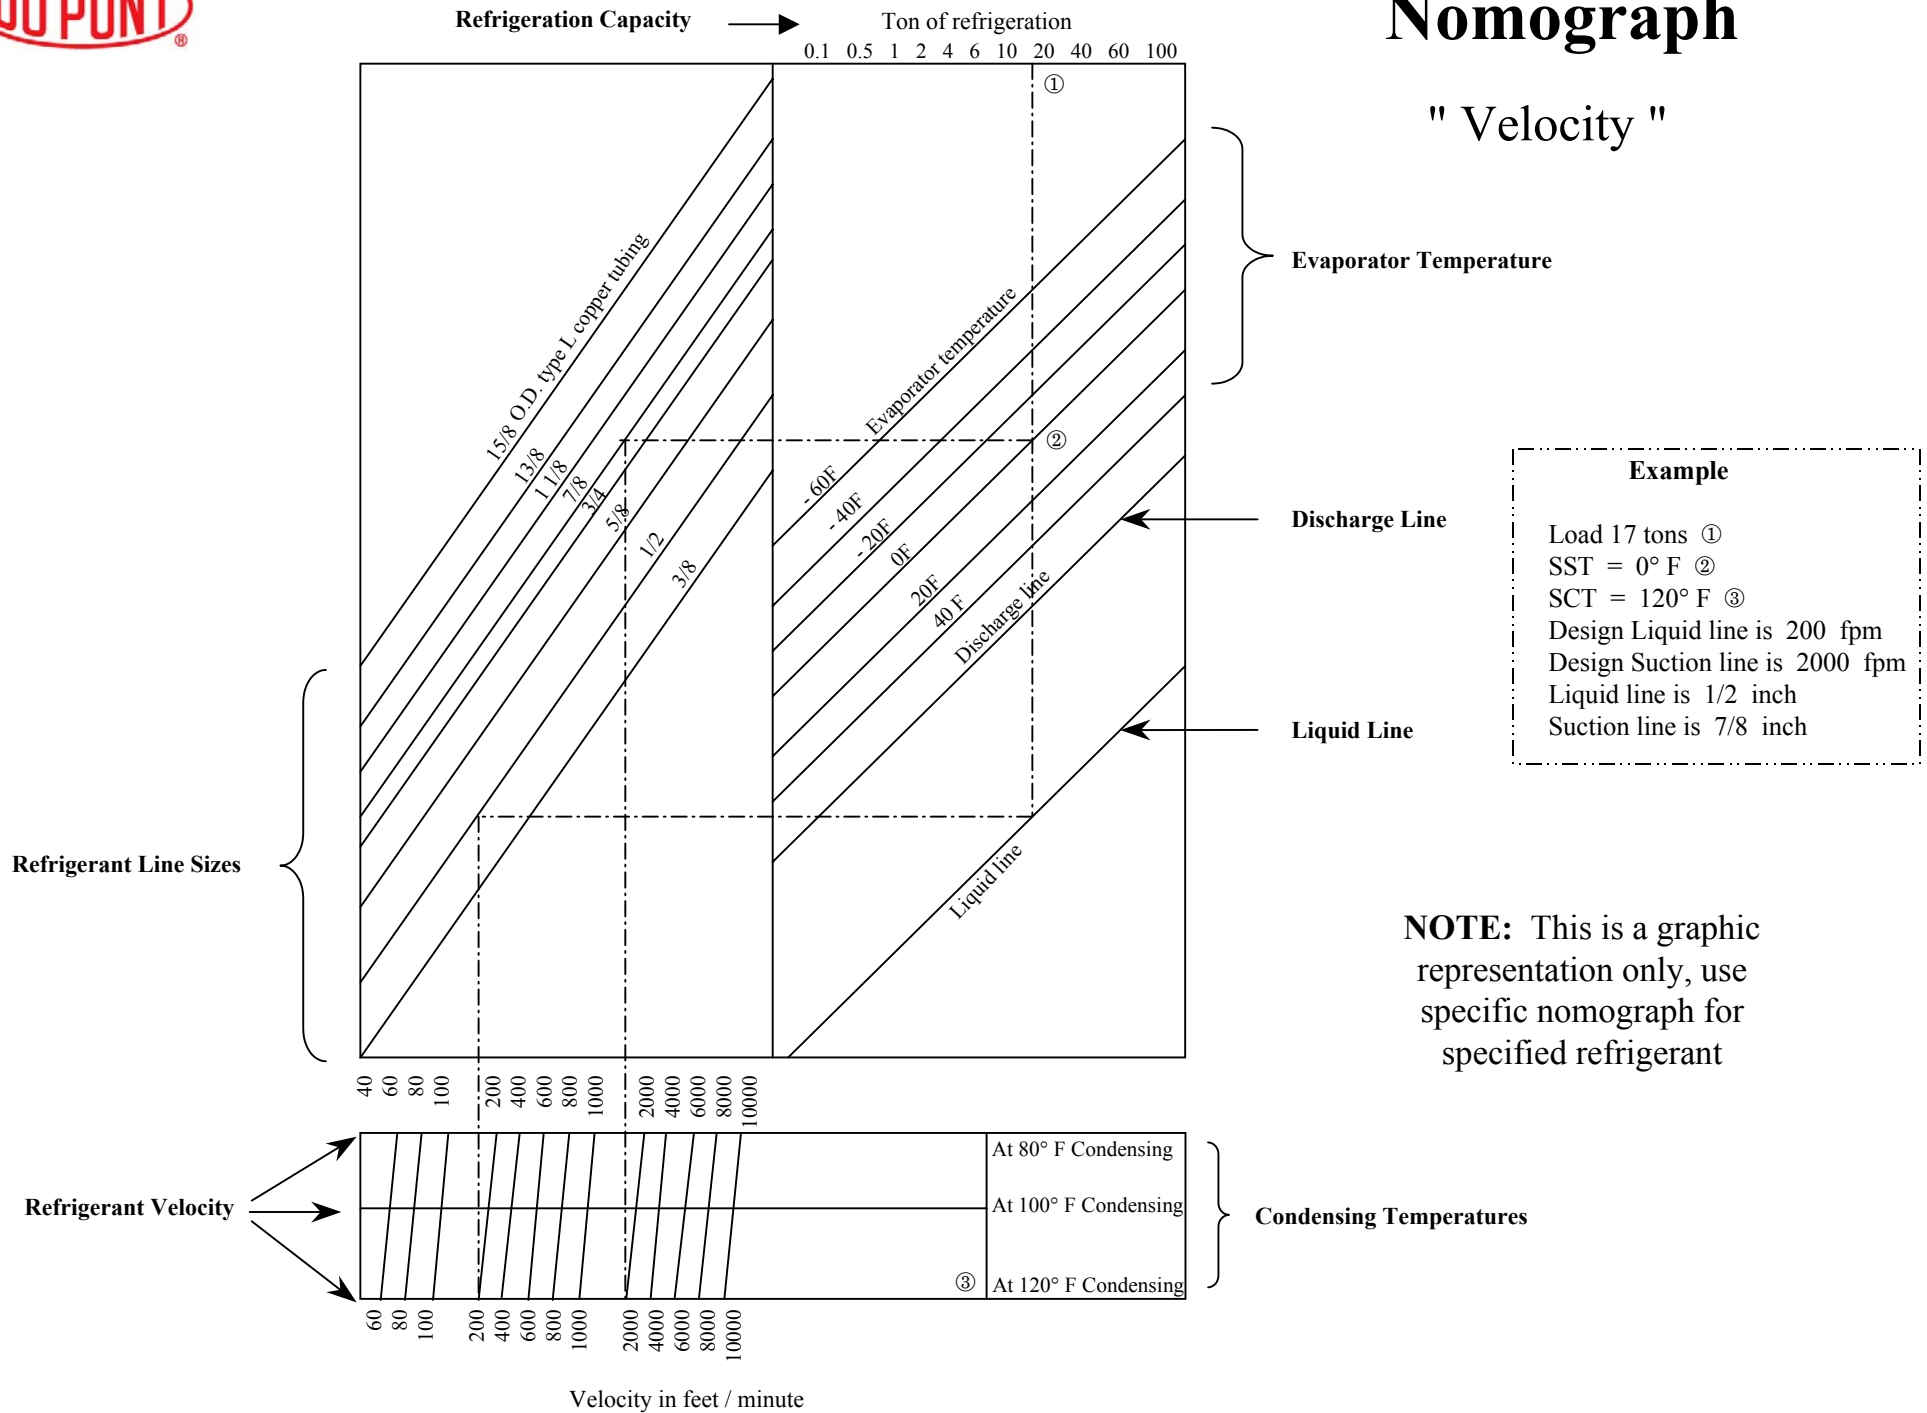 DU PONT ®
Refrigeration Capacity
Ton of refrigeration
0.1 0.5 1 2 4 6 10 20 40 60 100
Nomograph
" Velocity "
①
Evaporator Temperature
15/8 O.D. type L copper tubing
13/8
1 1/8
7/8
3/4
5/8
1/2
3/8
Evaporator temperature
②
- 60F
- 40F
- 20F
0F
20F
40 F
Discharge line
Liquid line
Discharge Line
Liquid Line
Example
Load 17 tons ①
SST = 0° F ②
SCT = 120° F ③
Design Liquid line is 200 fpm
Design Suction line is 2000 fpm
Liquid line is 1/2 inch
Suction line is 7/8 inch
Refrigerant Line Sizes
NOTE: This is a graphic
representation only, use
specific nomograph for
specified refrigerant
40 60 80 100 200 400 600 800 1000 2000 4000 6000 8000 10000
At 80° F Condensing
At 100° F Condensing
③ At 120° F Condensing
Refrigerant Velocity
Condensing Temperatures
60 80 100 200 400 600 800 1000 2000 4000 6000 8000 10000
Velocity in feet / minute